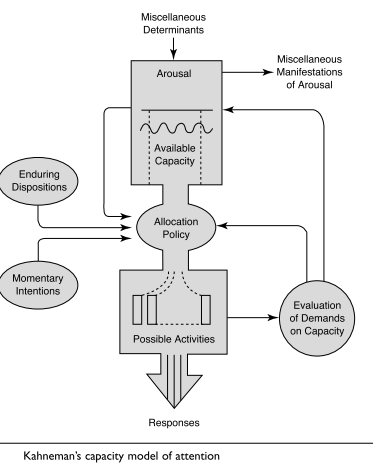 Miscellaneous
Determinants
Arousal
Miscellaneous
Manifestations
of Arousal
Available
Capacity
Enduring
Dispositions
Allocation
Policy
Momentary
Intentions
Evaluation
of Demands
on Capacity
Possible Activities
Responses
Kahneman's capacity model of attention